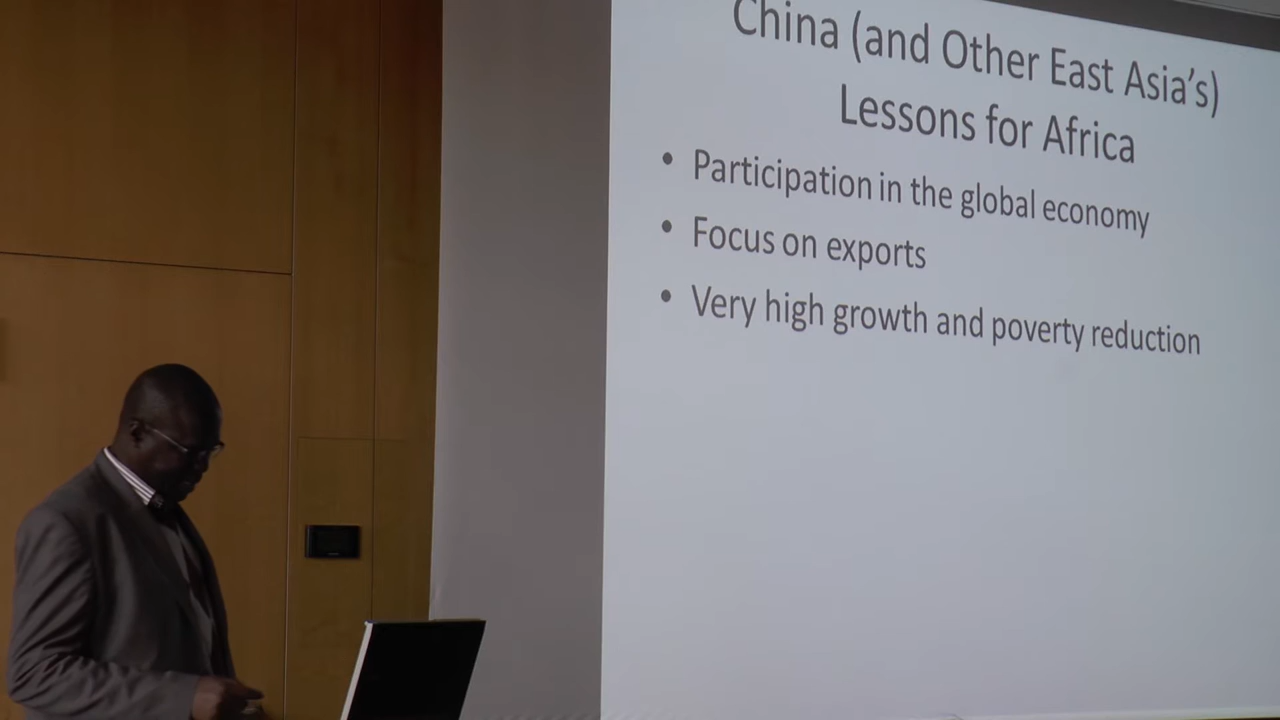 China (and Other East Asia's)
Lessons for Africa
• Participation in the global economy
• Focus on exports
• Very high growth and poverty reduction